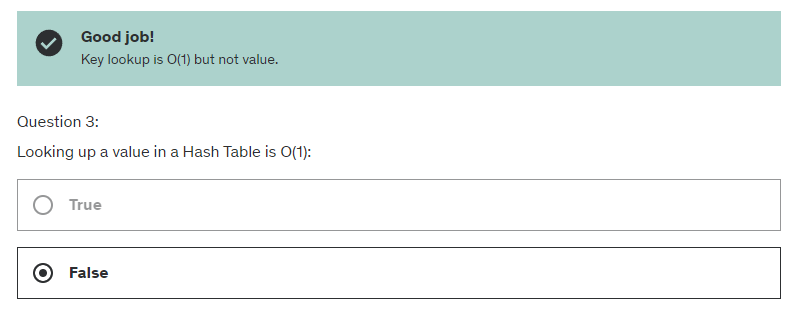 Good job!
Key lookup is O(1) but not value.
Question 3:
Looking up a value in a Hash Table is O(1):
True
False